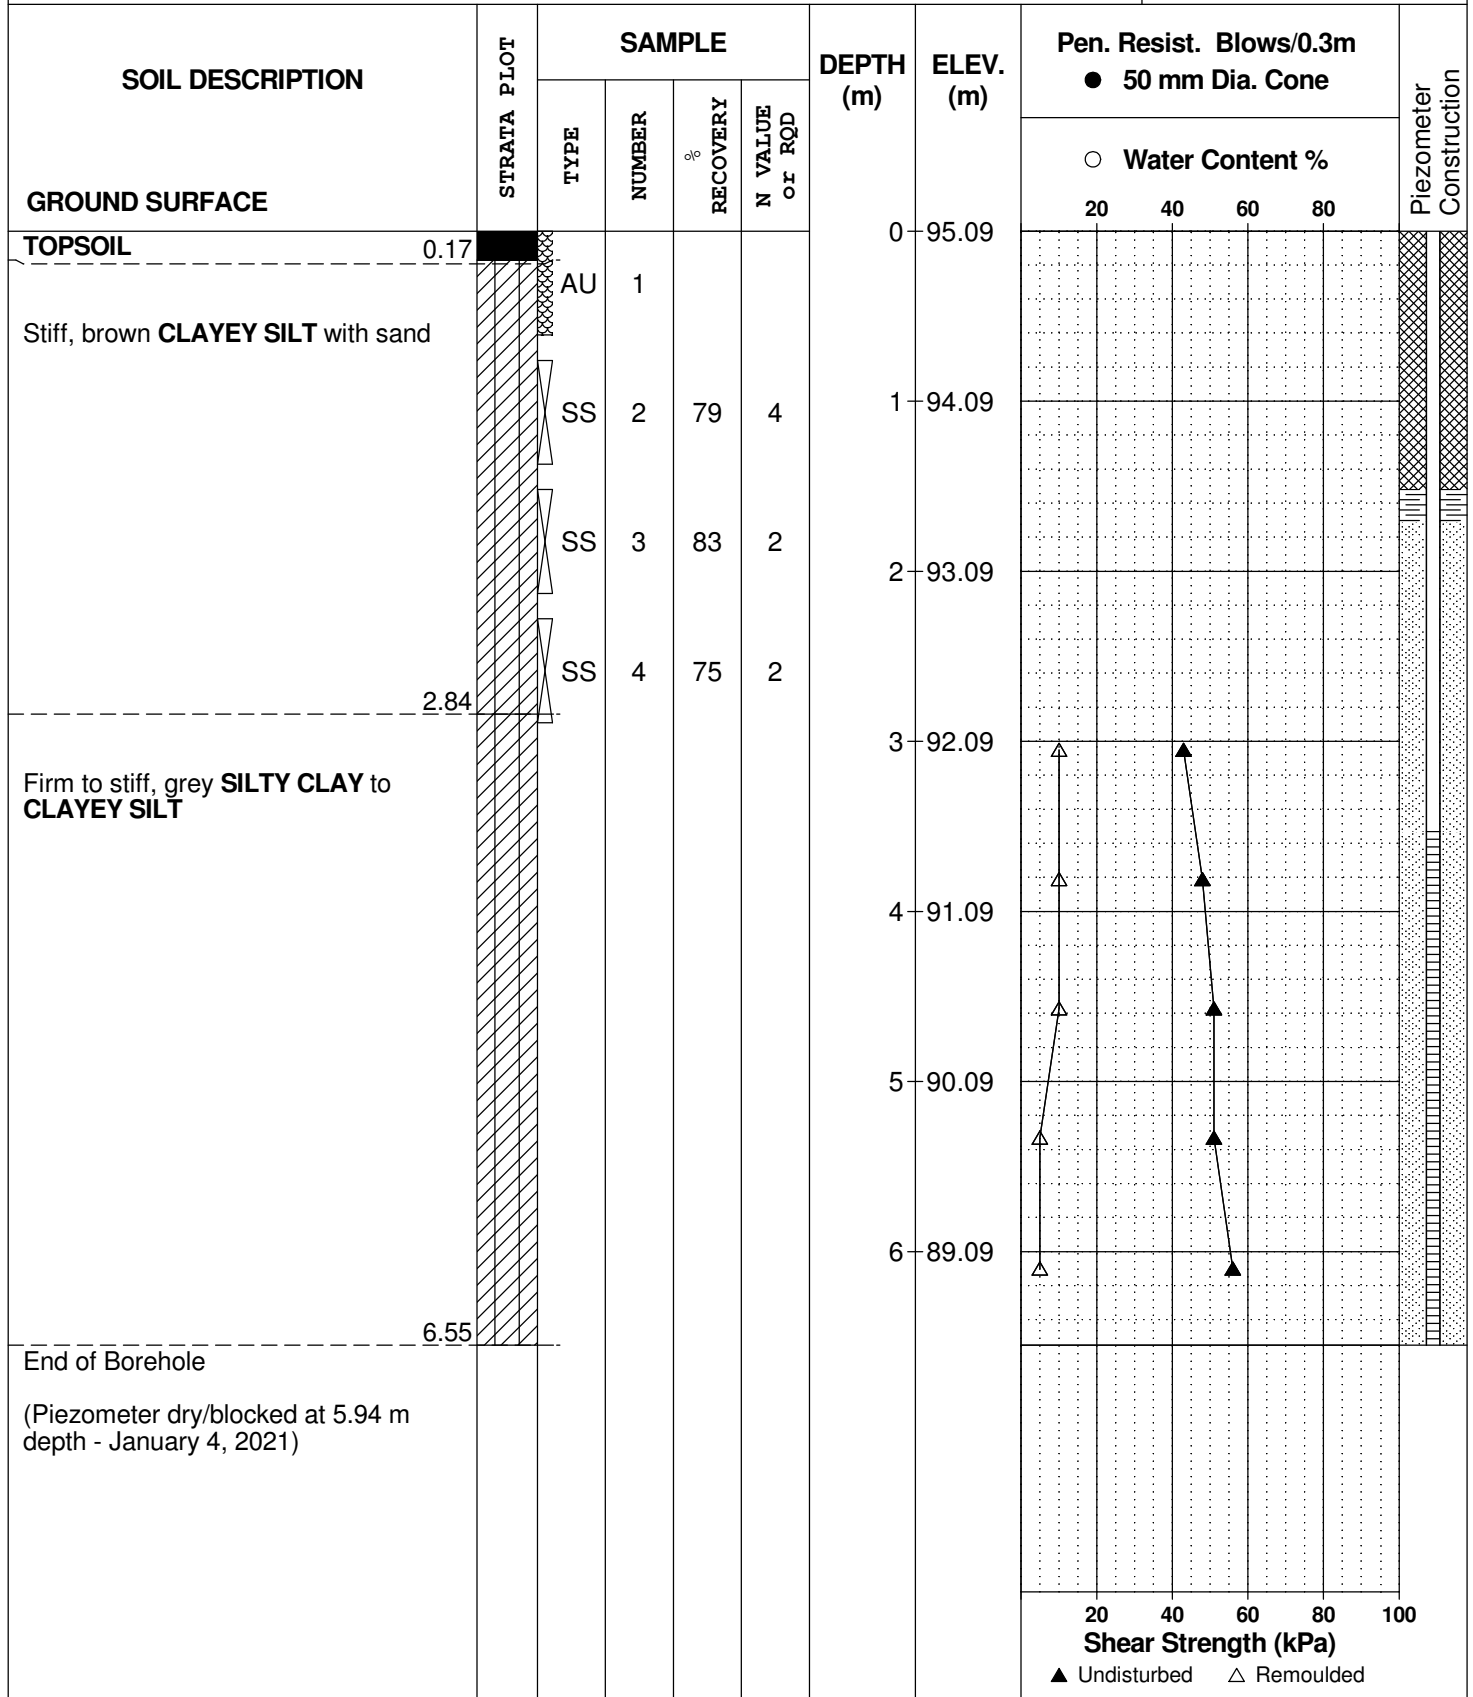 SOIL DESCRIPTION
GROUND SURFACE
STRATA PLOT
SAMPLE
TYPE
NUMBER
%
RECOVERY
N VALUE
or RQD
DEPTH
(m)
ELEV.
(m)
Pen. Resist. Blows/0.3m
● 50 mm Dia. Cone
○ Water Content %
20 40 60 80
Piezometer
Construction
TOPSOIL 0.17
Stiff, brown CLAYEY SILT with sand
2.84
Firm to stiff, grey SILTY CLAY to
CLAYEY SILT
6.55
End of Borehole
(Piezometer dry/blocked at 5.94 m
depth - January 4, 2021)
AU 1
SS 2 79 4
SS 3 83 2
SS 4 75 2
0 95.09
1 94.09
2 93.09
3 92.09
4 91.09
5 90.09
6 89.09
20 40 60 80 100
Shear Strength (kPa)
▲ Undisturbed △ Remoulded